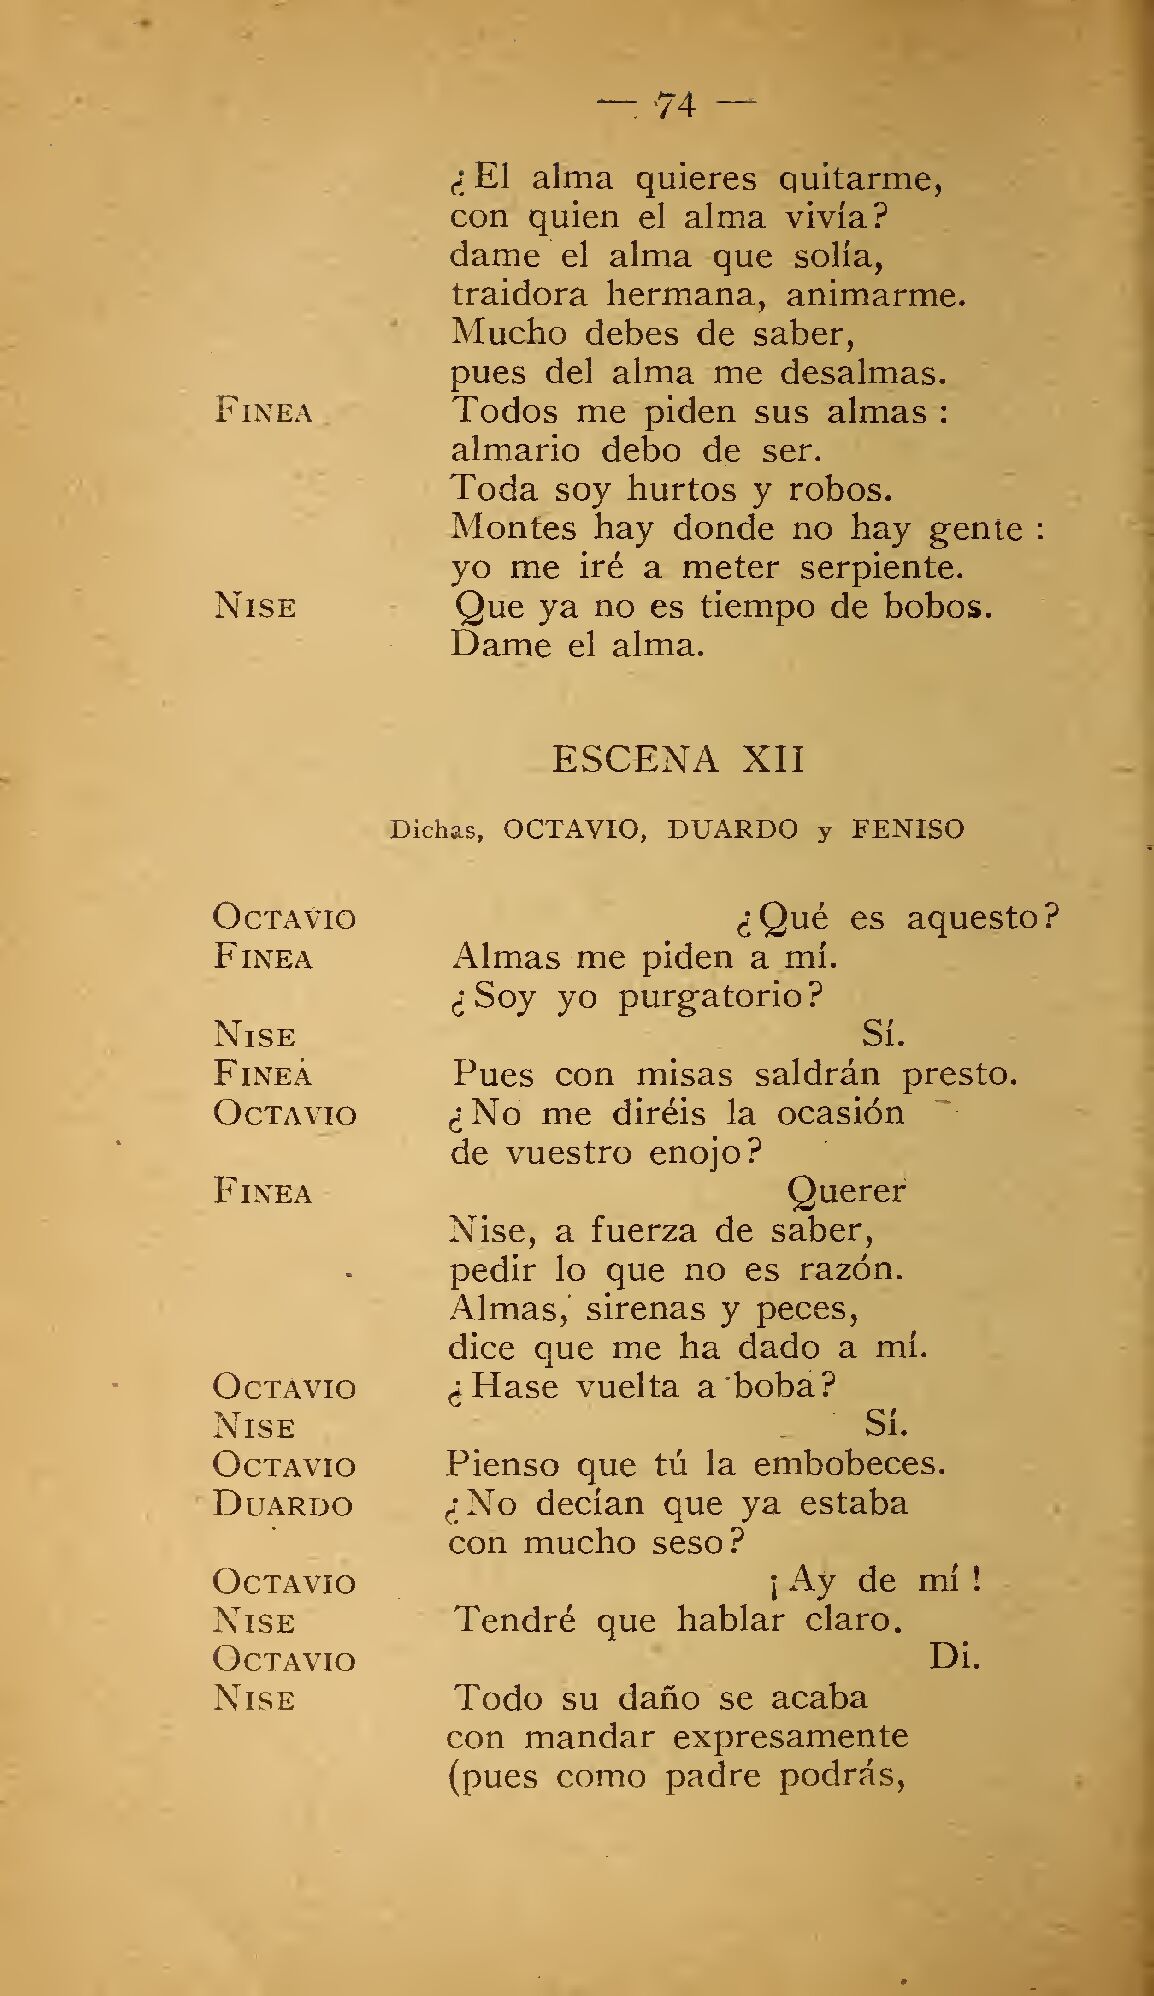 — 74 —
¿El alma quieres quitarme,
con quien el alma vivía?
dame el alma que solía,
traidora hermana, animarme.
Mucho debes de saber,
pues del alma me desalmas.
FINEA Todos me piden sus almas :
almario debo de ser.
Toda soy hurtos y robos.
Montes hay donde no hay gente :
yo me iré a meter serpiente.
NISE Que ya no es tiempo de bobos.
Dame el alma.
ESCENA XII
Dichas, OCTAVIO, DUARDO y FENISO
OCTAVIO ¿Qué es aquesto?
FINEA Almas me piden a mí.
¿Soy yo purgatorio?
NISE Sí.
FINEA Pues con misas saldrán presto.
OCTAVIO ¿No me diréis la ocasión
de vuestro enojo?
FINEA Querer
Nise, a fuerza de saber,
pedir lo que no es razón.
Almas, sirenas y peces,
dice que me ha dado a mí.
OCTAVIO ¿Hase vuelta a boba?
NISE Sí.
OCTAVIO Pienso que tú la embobeces.
DUARDO ¿No decían que ya estaba
con mucho seso?
OCTAVIO ¡Ay de mí!
NISE Tendré que hablar claro.
OCTAVIO Di.
NISE Todo su daño se acaba
con mandar expresamente
(pues como padre podrás,